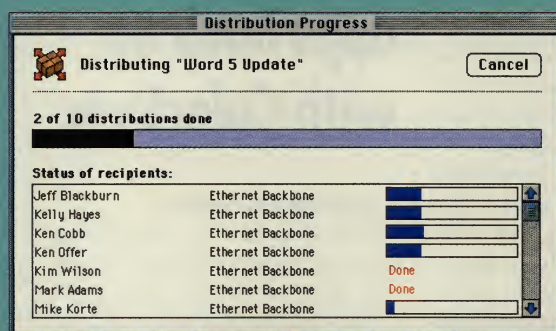 Distribution Progress
Distributing "Word 5 Update"
Cancel
2 of 10 distributions done
Status of recipients:
Jeff Blackburn Ethernet Backbone
Kelly Hayes Ethernet Backbone
Ken Cobb Ethernet Backbone
Ken Offer Ethernet Backbone
Kim Wilson Ethernet Backbone Done
Mark Adams Ethernet Backbone Done
Mike Korte Ethernet Backbone